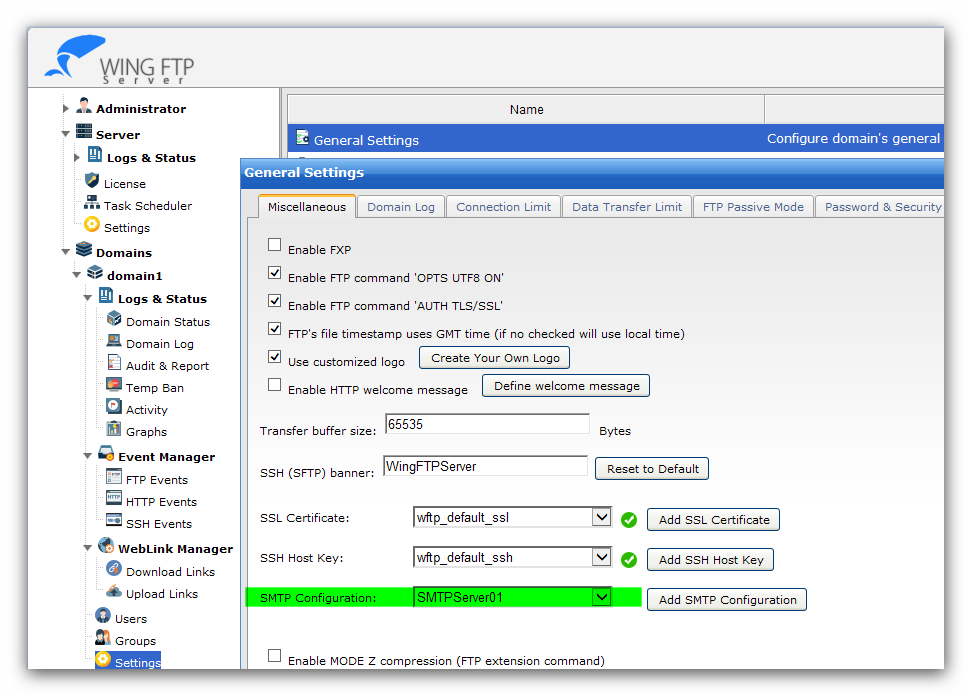 WING FTP
Server
Administrator
Server
Logs & Status
License
Task Scheduler
Settings
Domains
domain1
Logs & Status
Domain Status
Domain Log
Audit & Report
Temp Ban
Activity
Graphs
Event Manager
FTP Events
HTTP Events
SSH Events
WebLink Manager
Download Links
Upload Links
Users
Groups
Settings
Name
General Settings Configure domain's general
General Settings
Miscellaneous Domain Log Connection Limit Data Transfer Limit FTP Passive Mode Password & Security
Enable FXP
Enable FTP command 'OPTS UTF8 ON'
Enable FTP command 'AUTH TLS/SSL'
FTP's file timestamp uses GMT time (if no checked will use local time)
Use customized logo Create Your Own Logo
Enable HTTP welcome message Define welcome message
Transfer buffer size: 65535 Bytes
SSH (SFTP) banner: WingFTPServer Reset to Default
SSL Certificate: wftp_default_ssl Add SSL Certificate
SSH Host Key: wftp_default_ssh Add SSH Host Key
SMTP Configuration: SMTPServer01 Add SMTP Configuration
Enable MODE Z compression (FTP extension command)